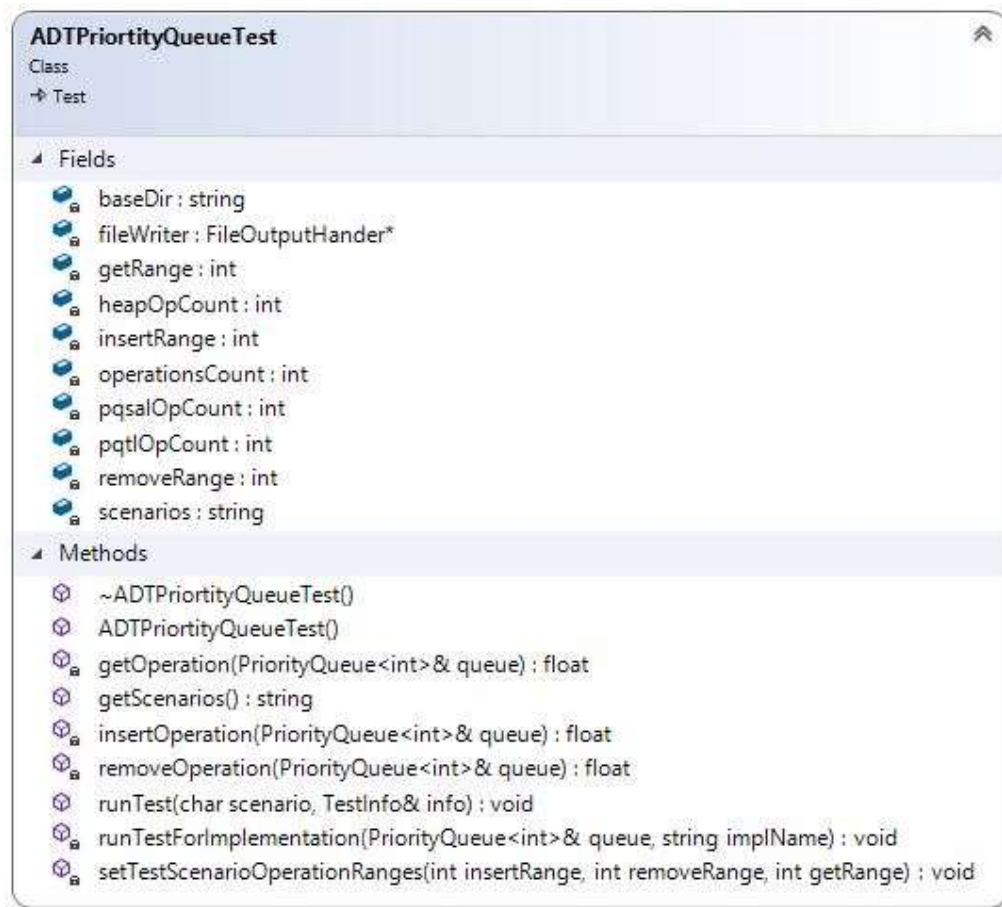 ADTPriortityQueueTest
Class
Test
Fields
baseDir : string
fileWriter : FileOutputHander*
getRange : int
heapOpCount : int
insertRange : int
operationsCount : int
pqsalOpCount : int
pqtlOpCount : int
removeRange : int
scenarios : string
Methods
~ADTPriortityQueueTest()
ADTPriortityQueueTest()
getOperation(PriorityQueue<int>& queue) : float
getScenarios() : string
insertOperation(PriorityQueue<int>& queue) : float
removeOperation(PriorityQueue<int>& queue) : float
runTest(char scenario, TestInfo& info) : void
runTestForImplementation(PriorityQueue<int>& queue, string implName) : void
setTestScenarioOperationRanges(int insertRange, int removeRange, int getRange) : void